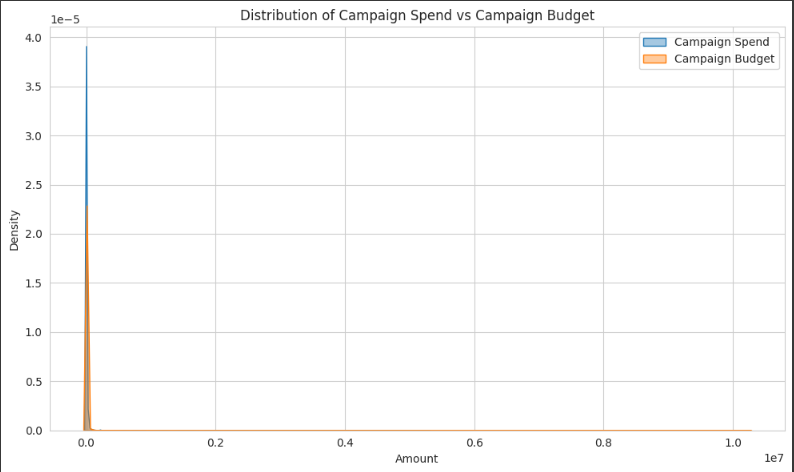 Distribution of Campaign Spend vs Campaign Budget
1e−5
4.0
3.5
3.0
2.5
2.0
1.5
1.0
0.5
0.0
Density
Campaign Spend
Campaign Budget
0.0 0.2 0.4 0.6 0.8 1.0
1e7
Amount